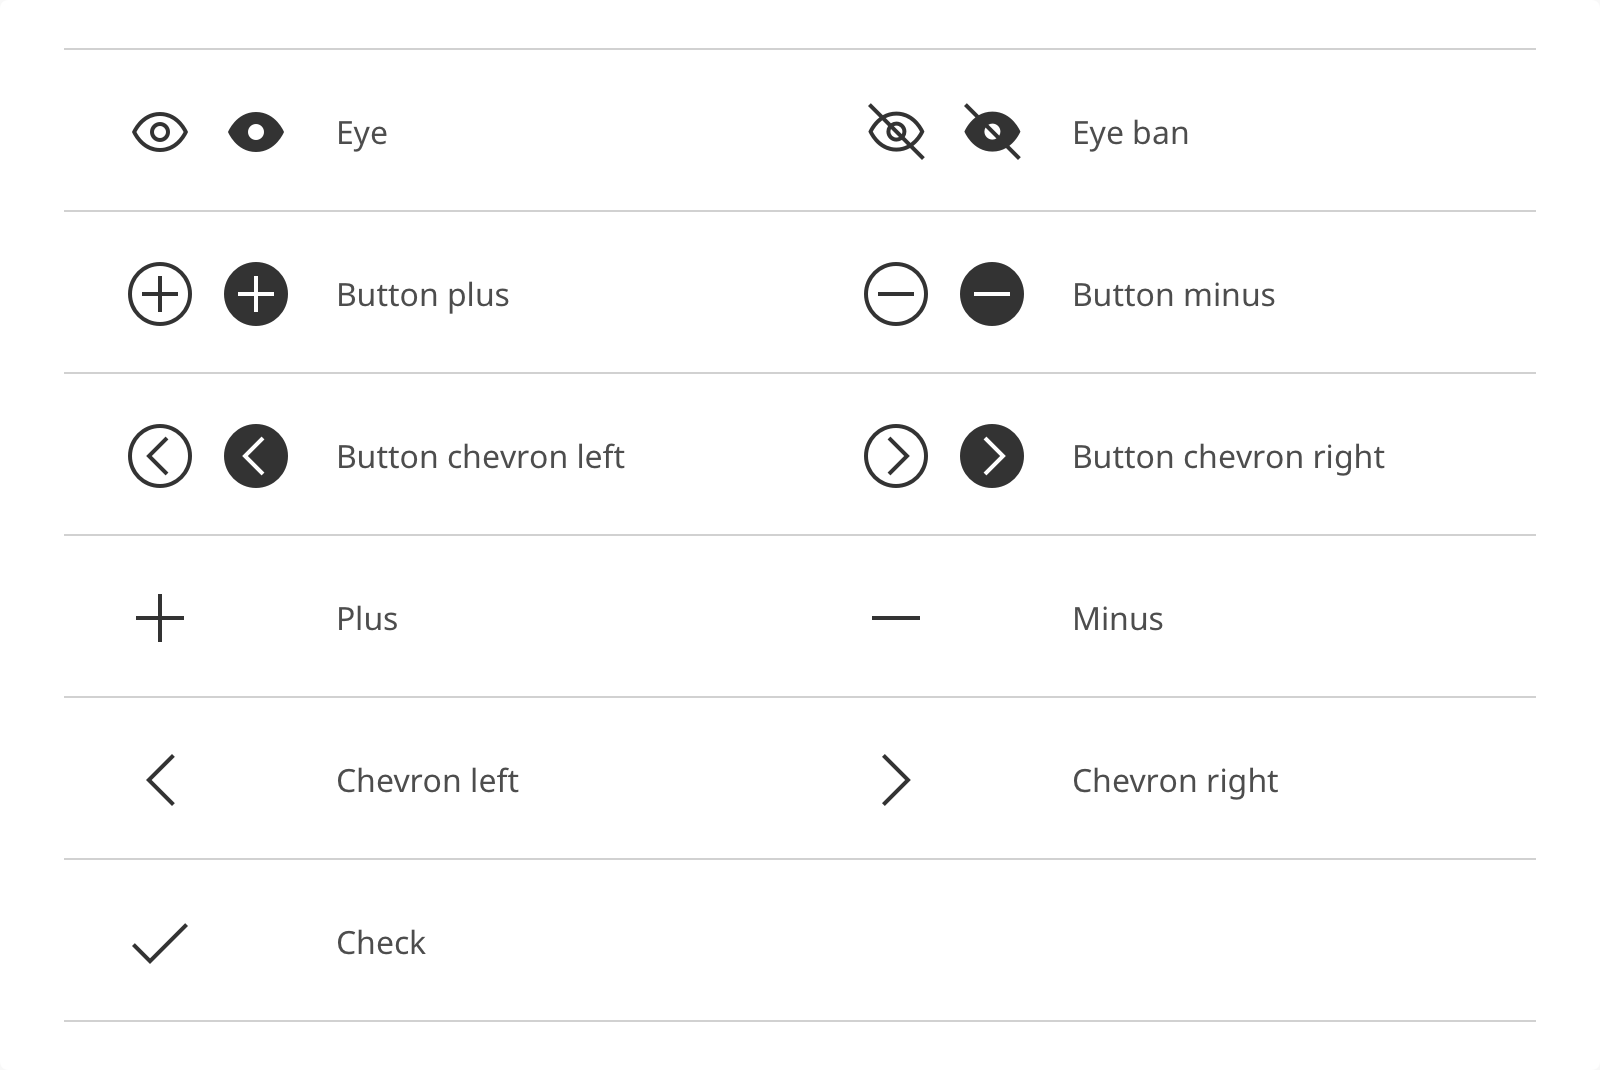 Eye
Eye ban
Button plus
Button minus
Button chevron left
Button chevron right
Plus
Minus
Chevron left
Chevron right
Check